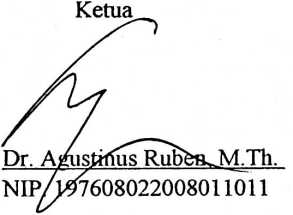 Ketua
Dr. Agustinus Ruben, M.Th.
NIP. 197608022008011011